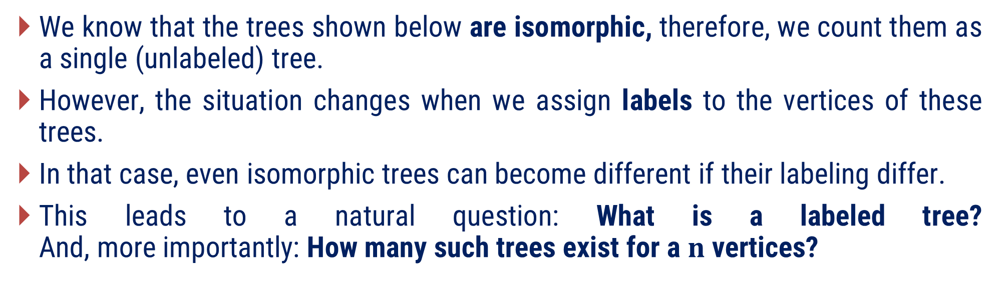 We know that the trees shown below are isomorphic, therefore, we count them as
a single (unlabeled) tree.
However, the situation changes when we assign labels to the vertices of these
trees.
In that case, even isomorphic trees can become different if their labeling differ.
This leads to a natural question: What is a labeled tree?
And, more importantly: How many such trees exist for a n vertices?